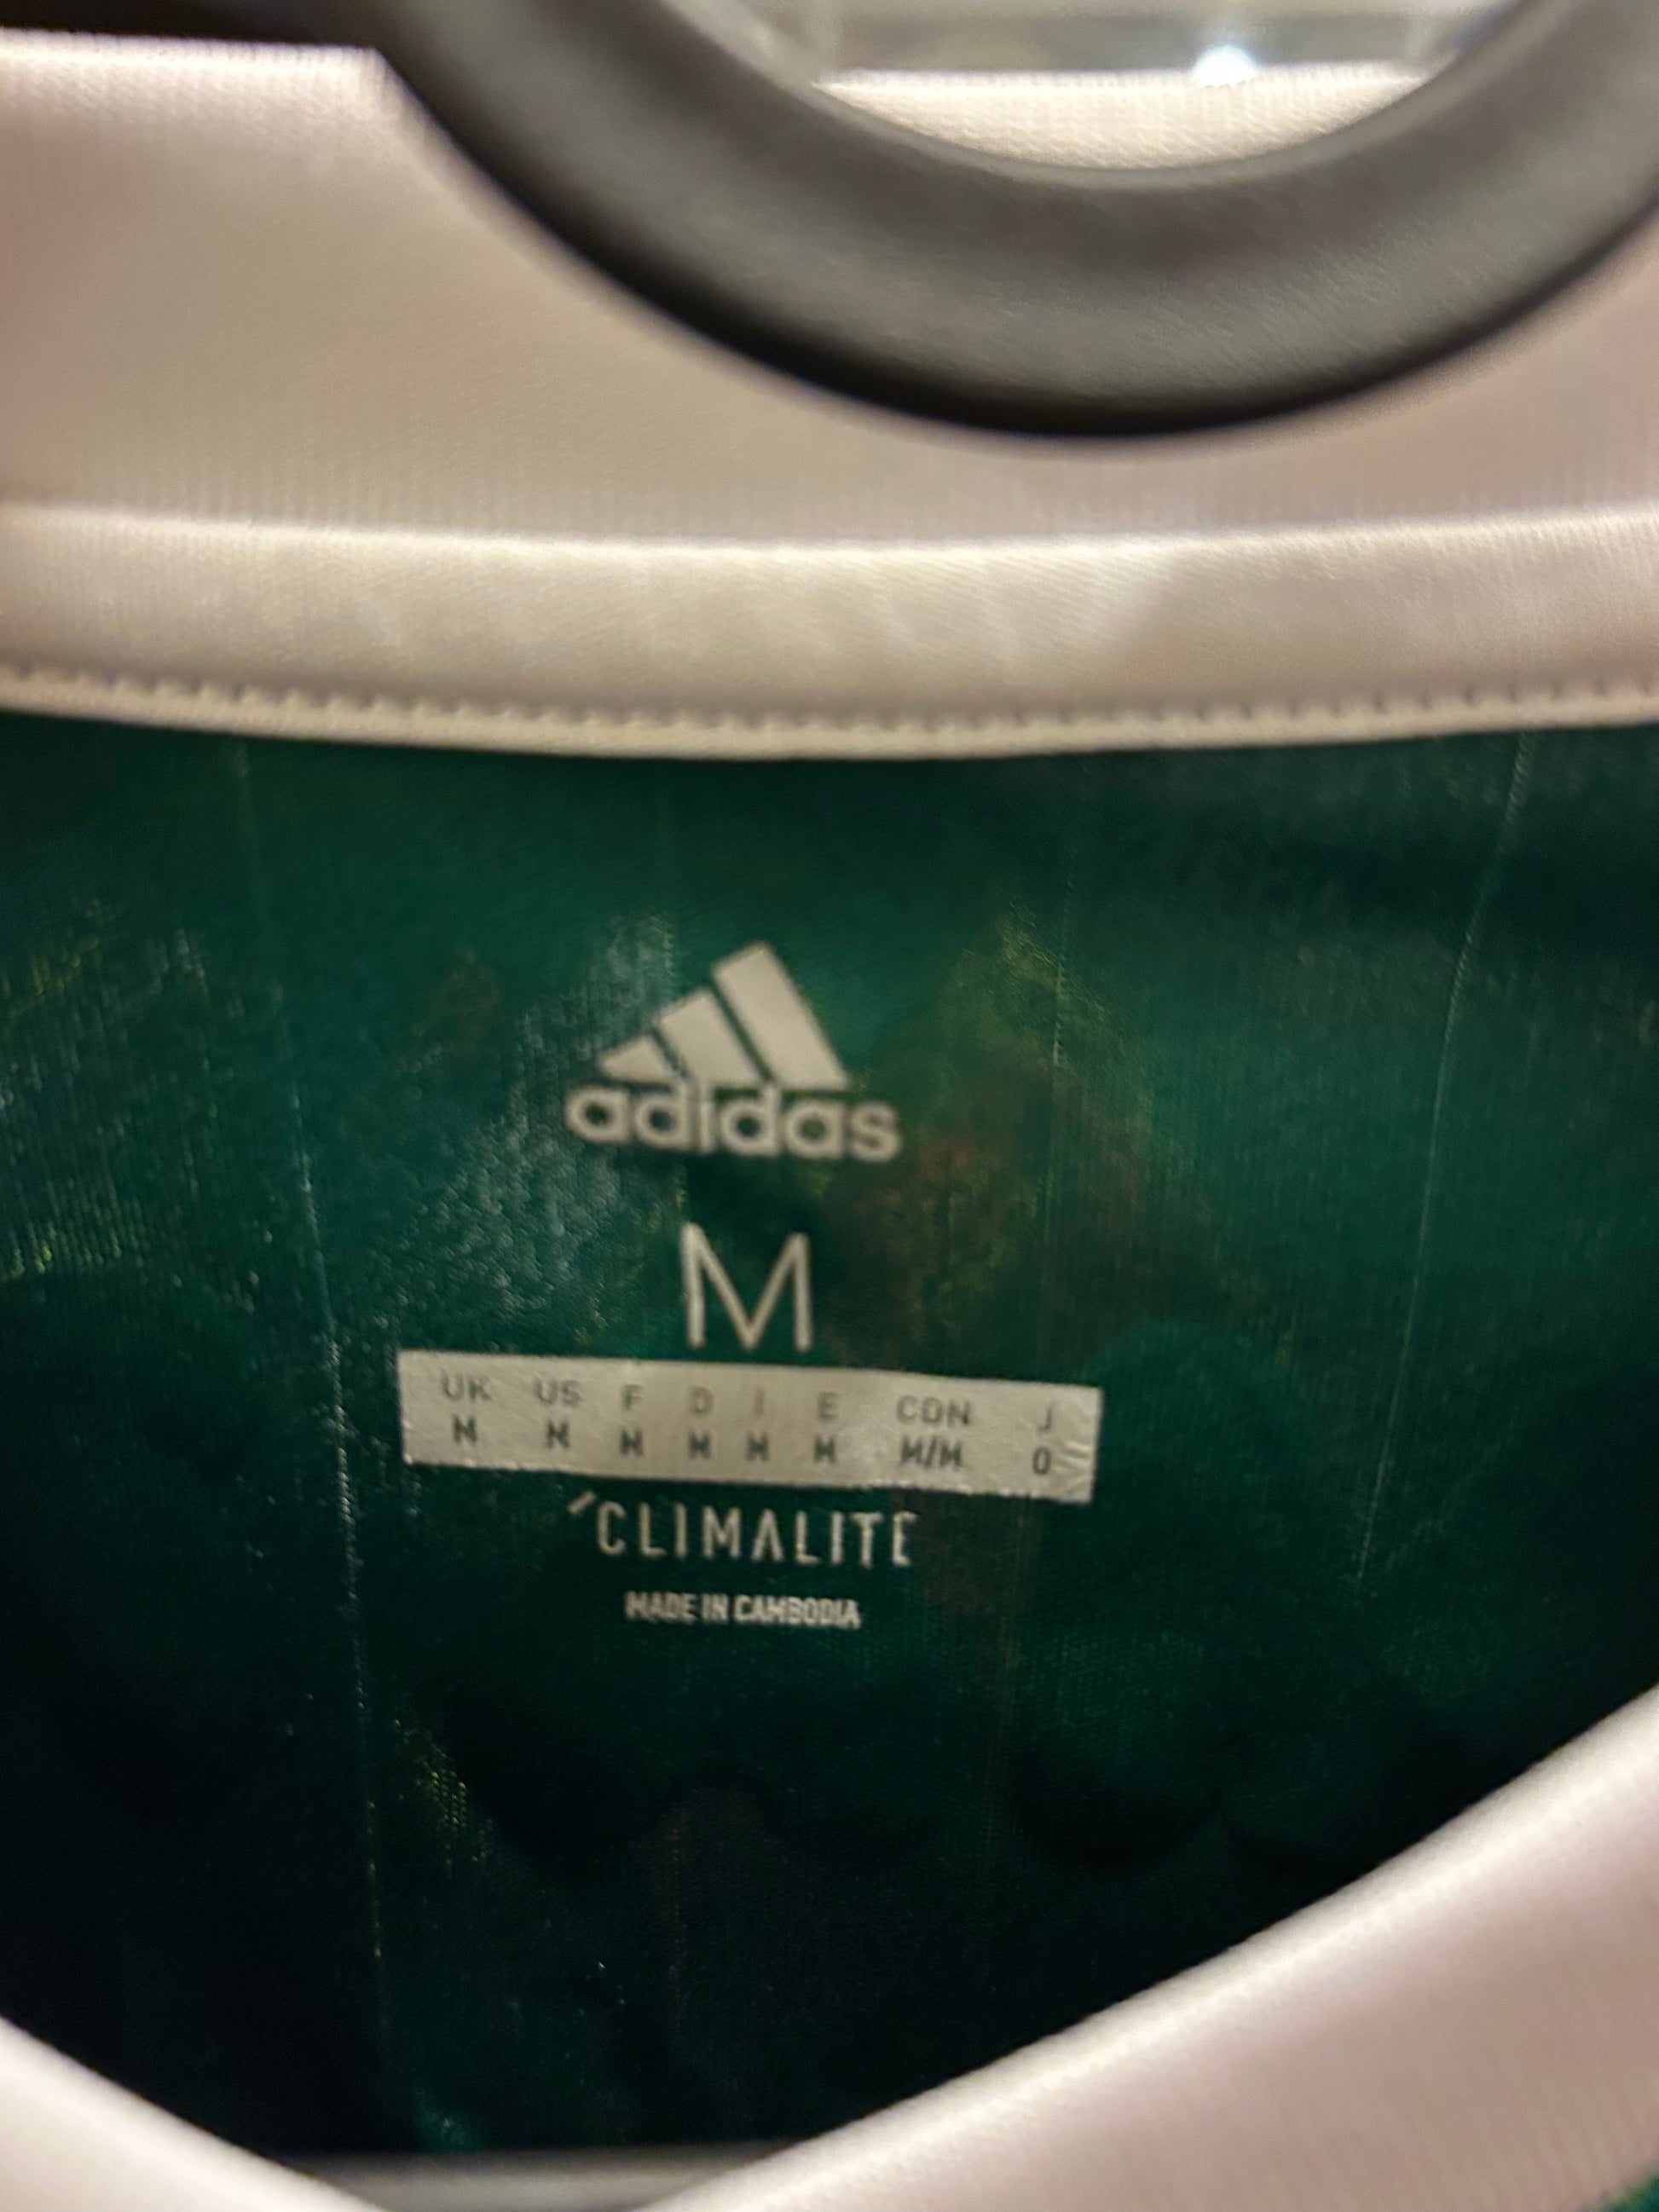 adidas
M
UK US F D I E CDN J
M M M M M M M/M O
CLIMALITE
MADE IN CAMBODIA